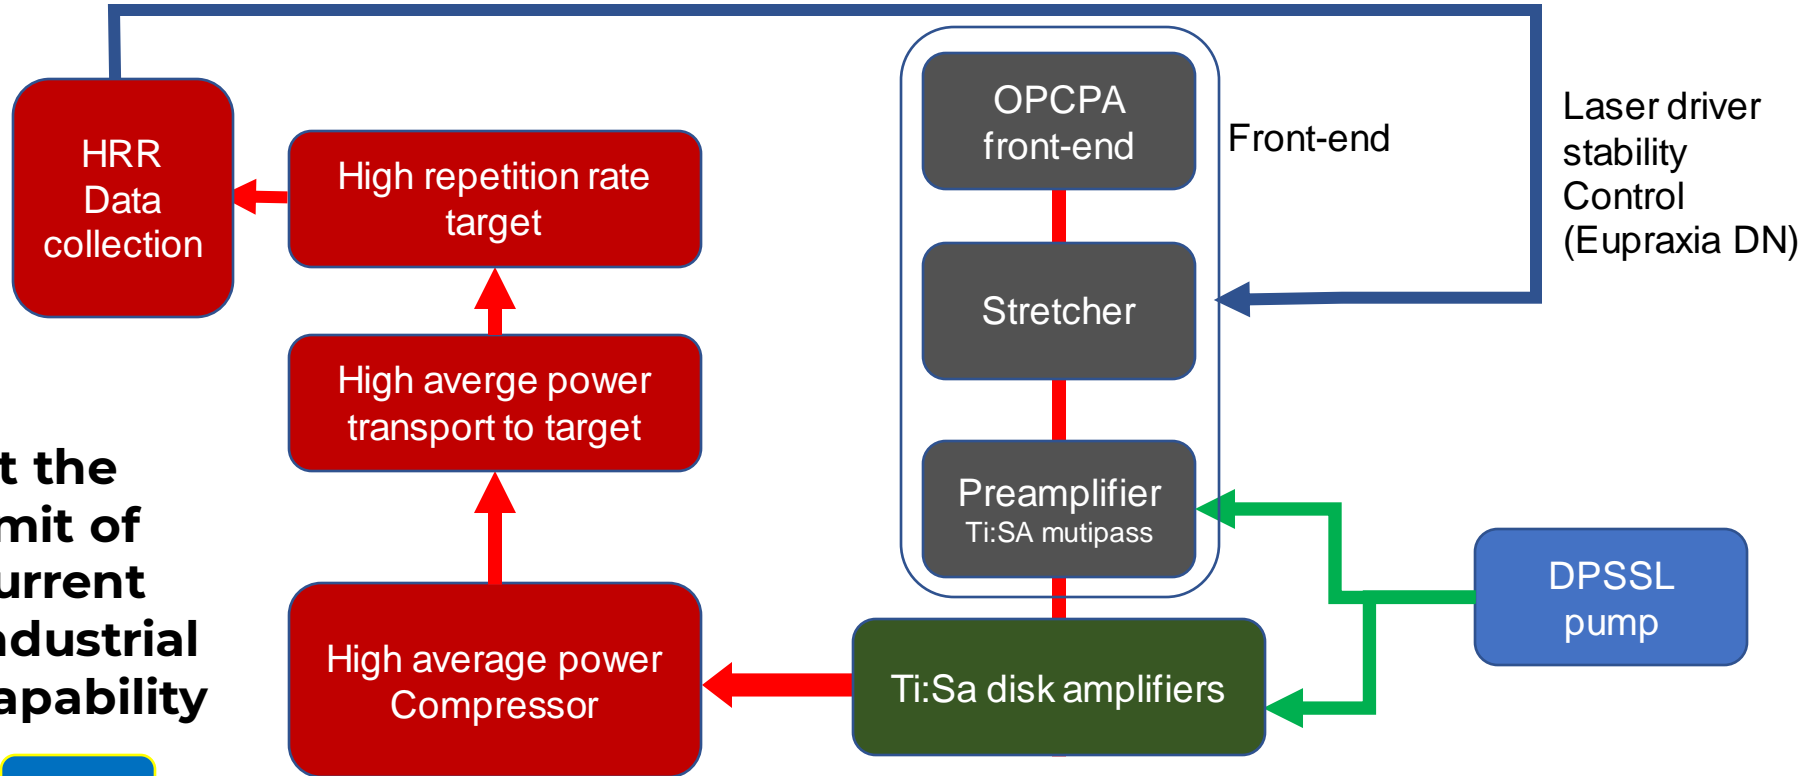 OPCPA
front-end
Front-end
Laser driver
stability
Control
(Eupraxia DN)
HRR
Data
collection
High repetition rate
target
Stretcher
High averge power
transport to target
t the
mit of
urrent
ndustrial
apability
Preamplifier
Ti:SA mutipass
DPSSL
pump
High average power
Compressor
Ti:Sa disk amplifiers